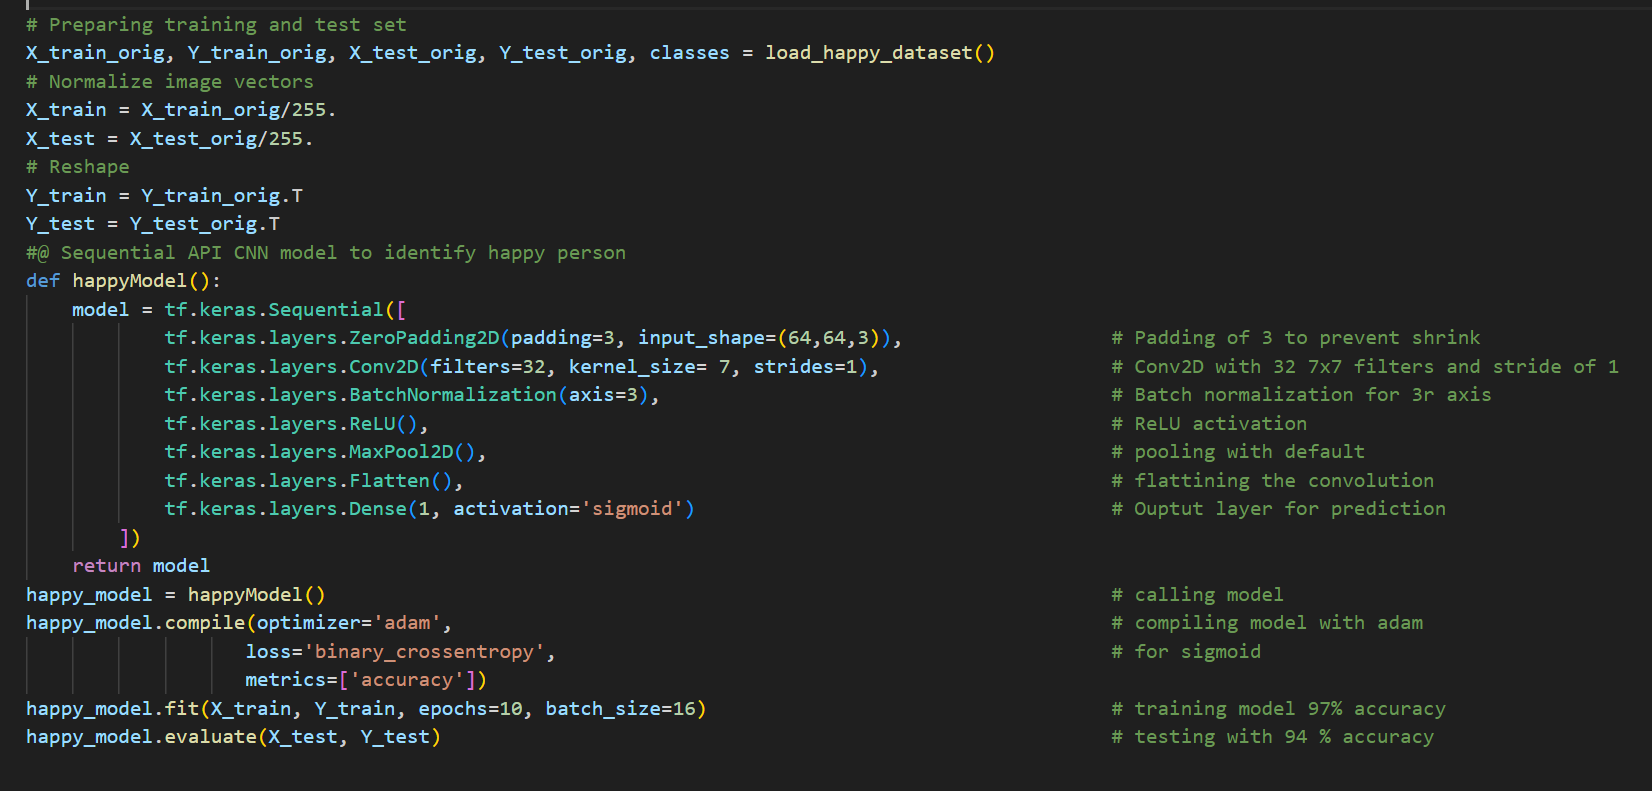 # Preparing training and test set
X_train_orig, Y_train_orig, X_test_orig, Y_test_orig, classes = load_happy_dataset()
# Normalize image vectors
X_train = X_train_orig/255.
X_test = X_test_orig/255.
# Reshape
Y_train = Y_train_orig.T
Y_test = Y_test_orig.T
#@ Sequential API CNN model to identify happy person
def happyModel():
    model = tf.keras.Sequential([
            tf.keras.layers.ZeroPadding2D(padding=3, input_shape=(64,64,3)),                  # Padding of 3 to prevent shrink
            tf.keras.layers.Conv2D(filters=32, kernel_size= 7, strides=1),                    # Conv2D with 32 7x7 filters and stride of 1
            tf.keras.layers.BatchNormalization(axis=3),                                       # Batch normalization for 3r axis
            tf.keras.layers.ReLU(),                                                           # ReLU activation
            tf.keras.layers.MaxPool2D(),                                                      # pooling with default
            tf.keras.layers.Flatten(),                                                        # flattining the convolution
            tf.keras.layers.Dense(1, activation='sigmoid')                                    # Ouptut layer for prediction
        ])
    return model
happy_model = happyModel()                                                                    # calling model
happy_model.compile(optimizer='adam',                                                         # compiling model with adam
                   loss='binary_crossentropy',                                                # for sigmoid
                   metrics=['accuracy'])
happy_model.fit(X_train, Y_train, epochs=10, batch_size=16)                                   # training model 97% accuracy
happy_model.evaluate(X_test, Y_test)                                                          # testing with 94 % accuracy